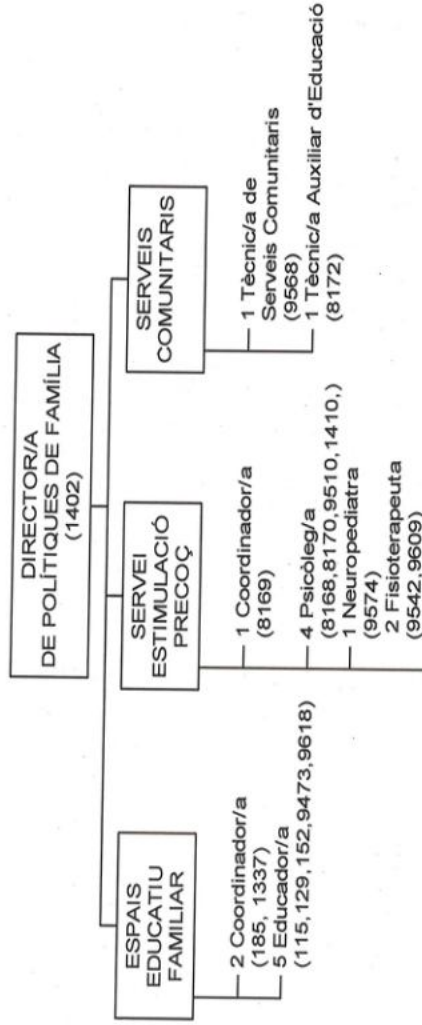 DIRECTOR/A
DE POLÍTIQUES DE FAMÍLIA
(1402)
ESPAIS
EDUCATIU
FAMILIAR
2 Coordinador/a
(185, 1337)
5 Educador/a
(115,129,152,9473,9618)
SERVEI
ESTIMULACIÓ
PRECOÇ
1 Coordinador/a
(8169)
4 Psicòleg/a
(8168,8170,9510,1410,)
1 Neuropediatra
(9574)
2 Fisioterapeuta
(9542,9609)
SERVEIS
COMUNITARIS
1 Tècnic/a de
Serveis Comunitaris
(9568)
1 Tècnic/a Auxiliar d'Educació
(8172)